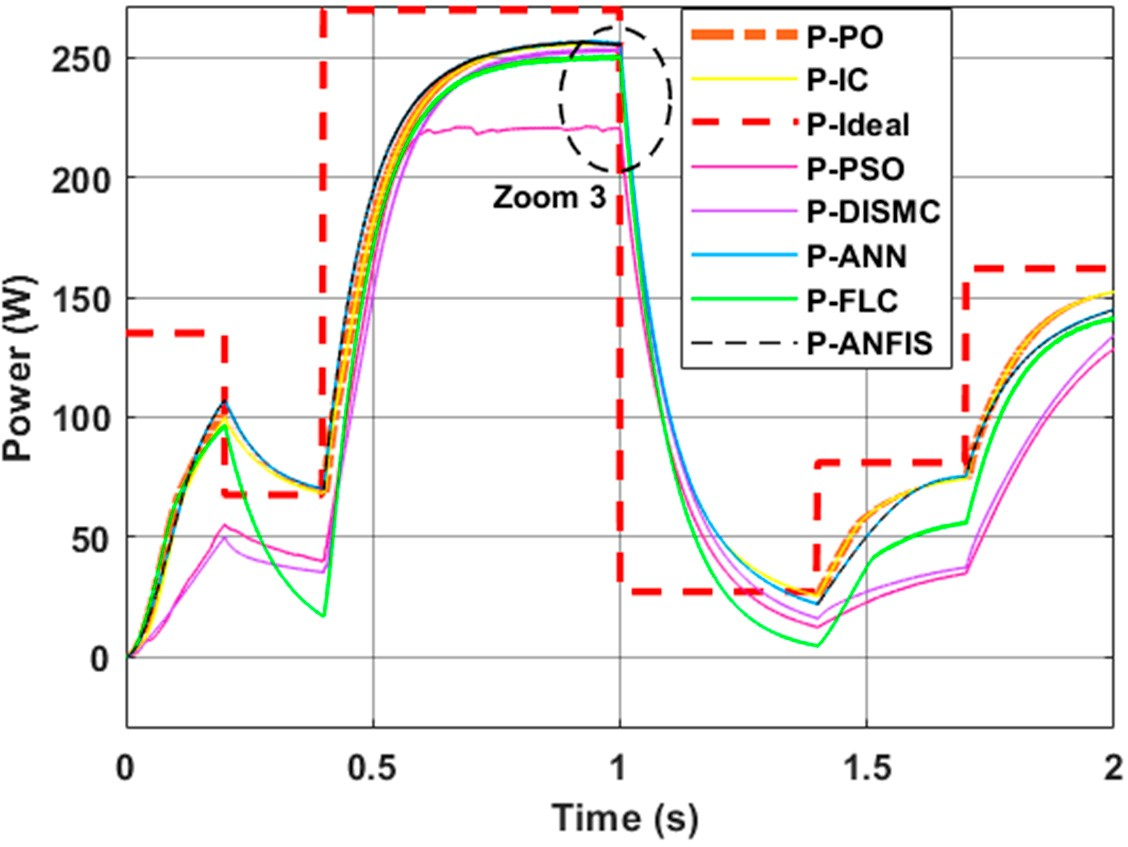 250
200
150
100
50
0
Power (W)
0
0.5
1
1.5
2
Time (s)
Zoom 3
P-PO
P-IC
P-Ideal
P-PSO
P-DISMC
P-ANN
P-FLC
P-ANFIS